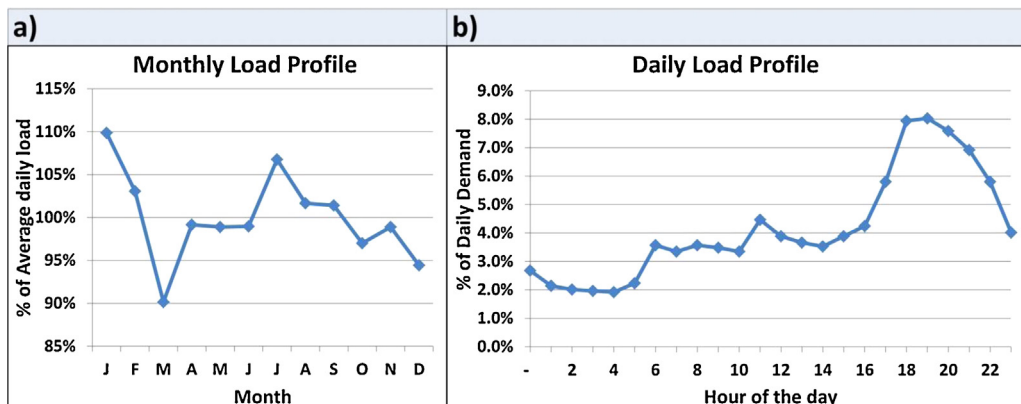 a)
Monthly Load Profile
% of Average daily load
115%
110%
105%
100%
95%
90%
85%
J F M A M J J A S O N D
Month
b)
Daily Load Profile
% of Daily Demand
9.0%
8.0%
7.0%
6.0%
5.0%
4.0%
3.0%
2.0%
1.0%
0.0%
- 2 4 6 8 10 12 14 16 18 20 22
Hour of the day